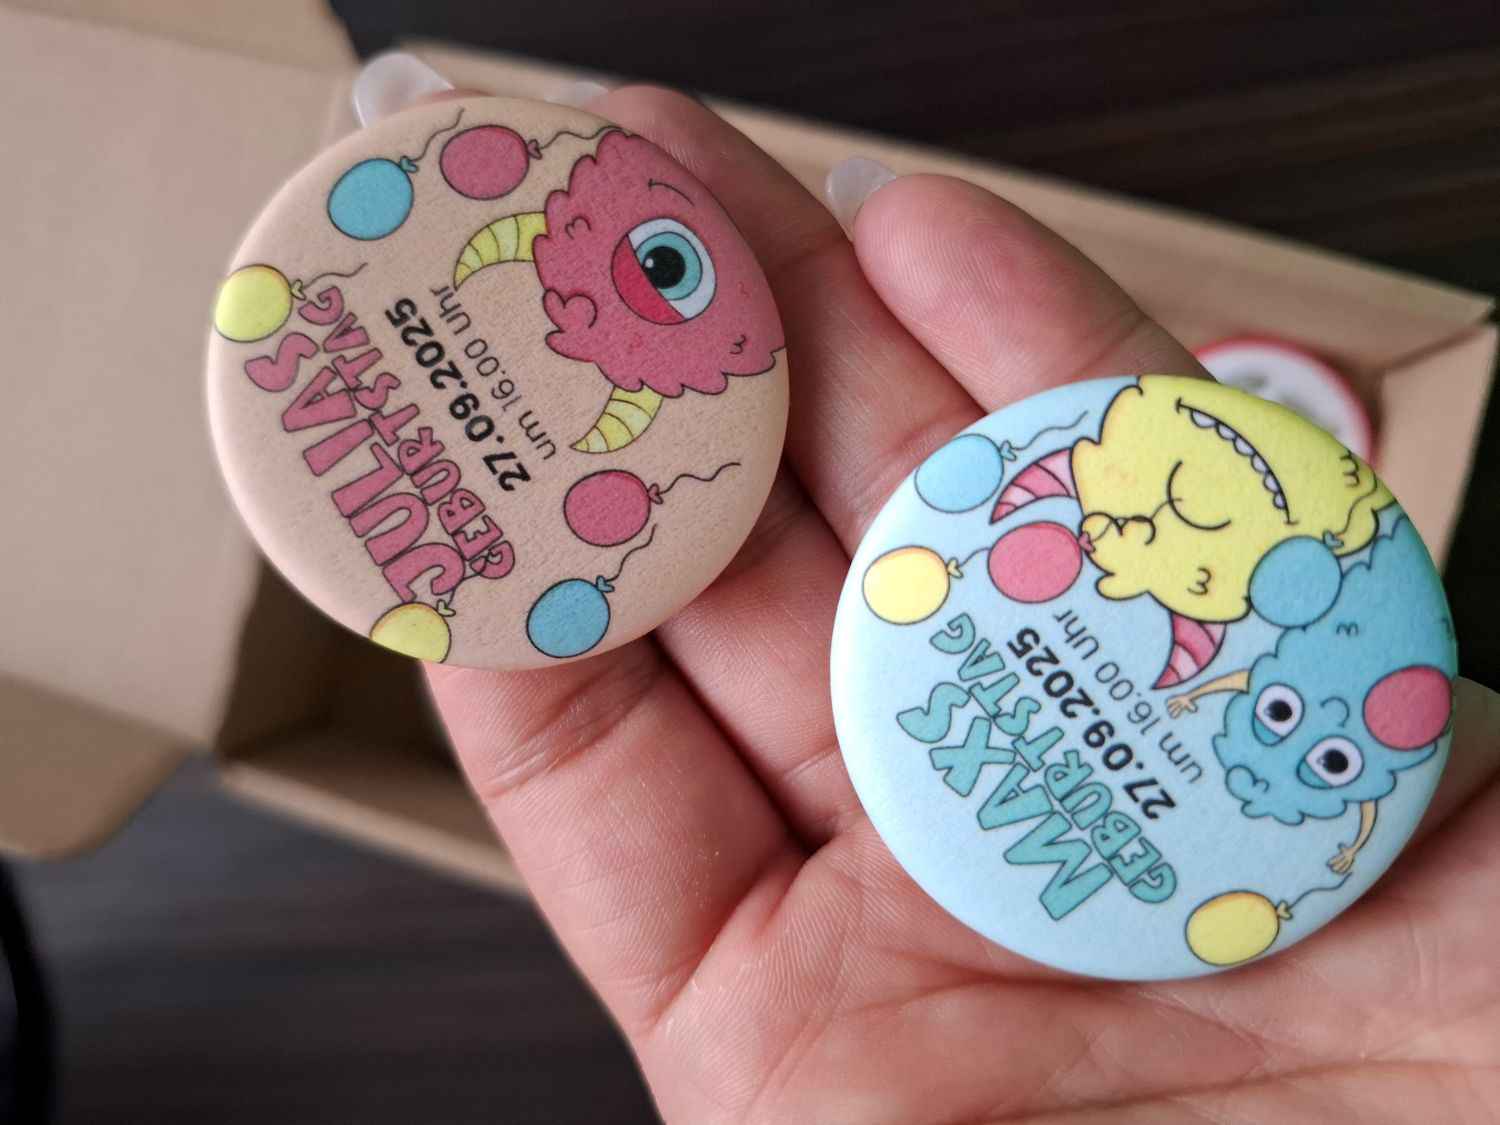 JULIAS
GEBURTSTAG
27.09.2025
um 16.00 Uhr
MAXS
GEBURTSTAG
27.09.2025
um 16.00 Uhr